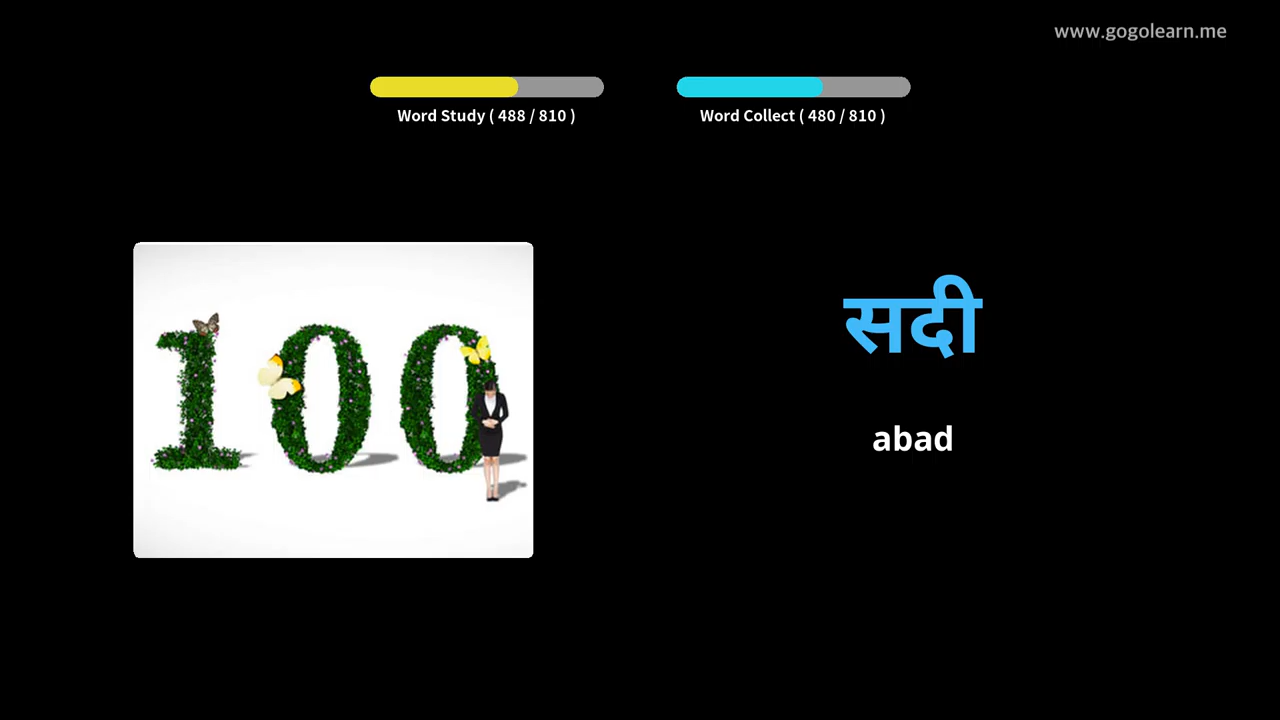 www.gogolearn.me
Word Study ( 488 / 810 )
Word Collect ( 480 / 810 )
100
सदी
abad